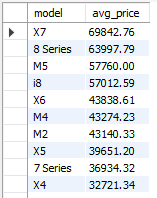 model avg_price
X7 69842.76
8 Series 63997.79
M5 57760.00
i8 57012.59
X6 43838.61
M4 43274.23
M2 43140.33
X5 39651.20
7 Series 36934.32
X4 32721.34